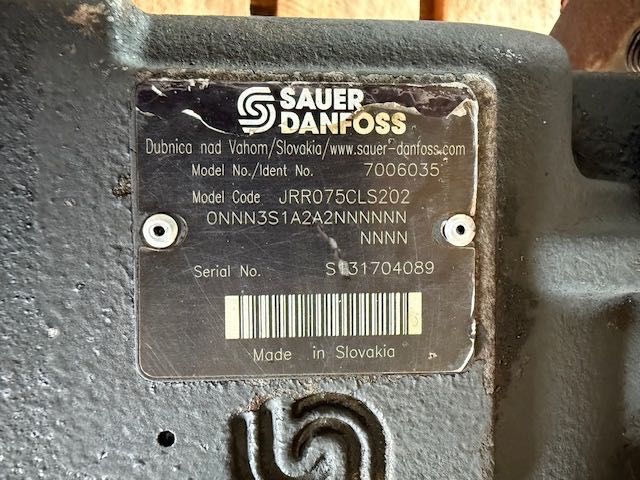 SAUER
DANFOSS
Dubnica nad Vahom/Slovakia/www.sauer-danfoss.com
Model No./Ident No. 7006035
Model Code JRR075CLS202
0NNN3S1A2A2NNNNNN
NNNN
Serial No. S131704089
Made in Slovakia